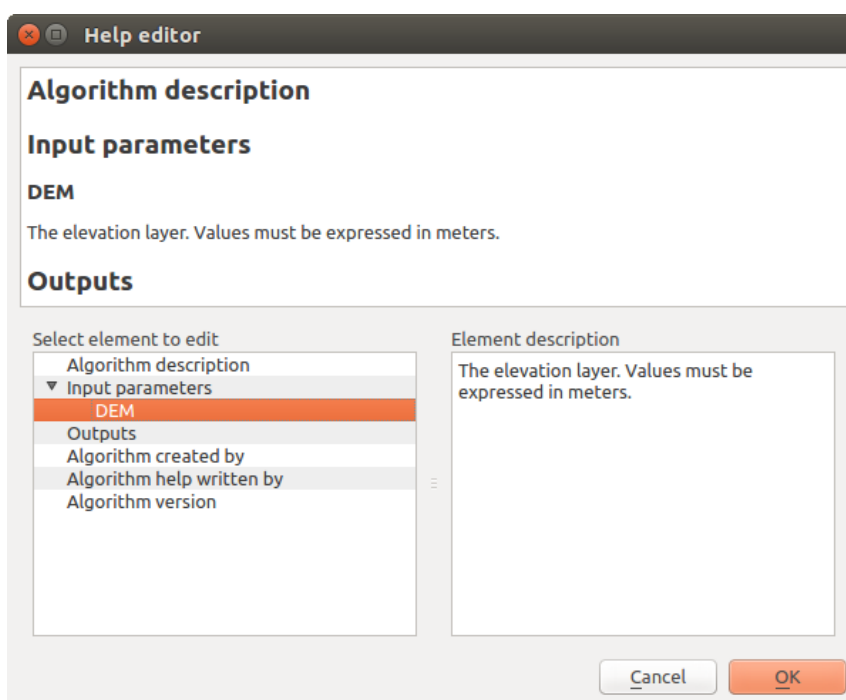 Help editor
Algorithm description
Input parameters
DEM
The elevation layer. Values must be expressed in meters.
Outputs
Select element to edit
Algorithm description
Input parameters
DEM
Outputs
Algorithm created by
Algorithm help written by
Algorithm version
Element description
The elevation layer. Values must be
expressed in meters.
Cancel
OK